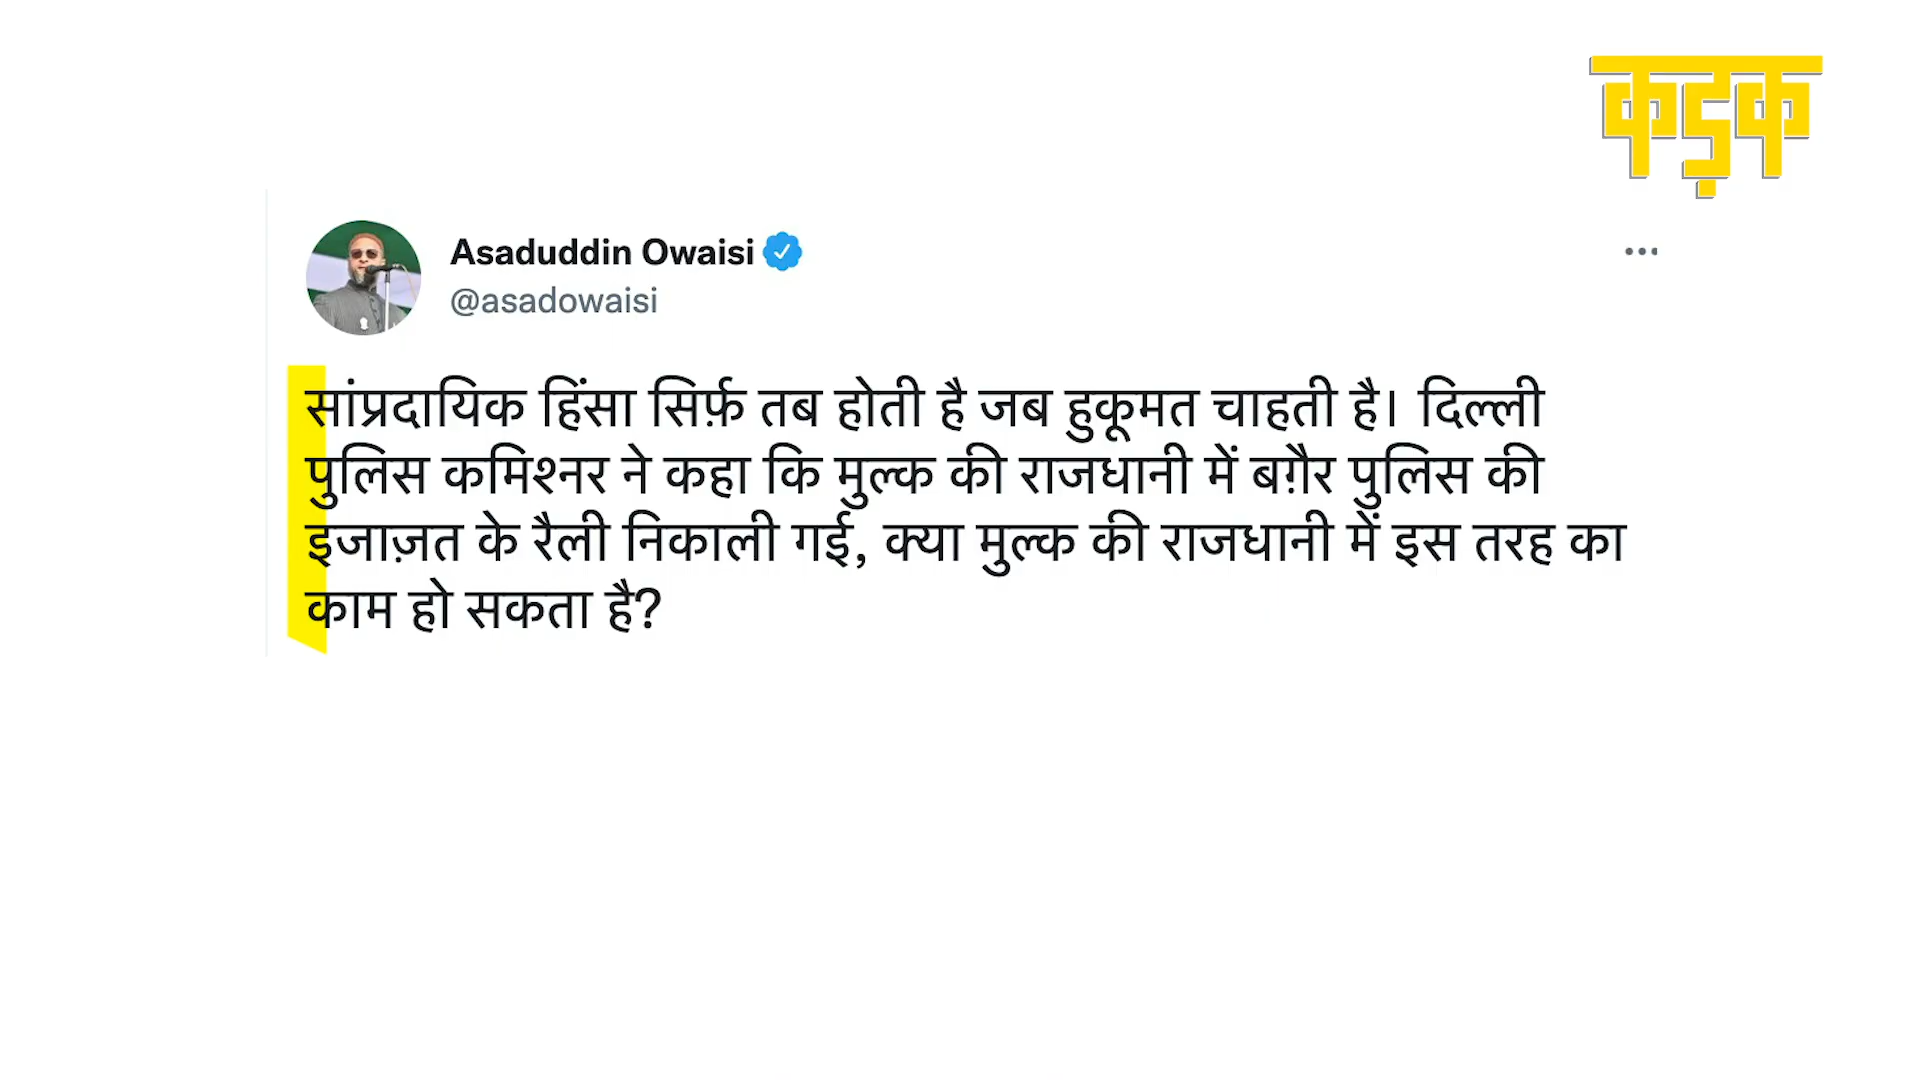 कड़क
Asaduddin Owaisi
@asadowaisi
सांप्रदायिक हिंसा सिर्फ़ तब होती है जब हुकूमत चाहती है। दिल्ली
पुलिस कमिश्नर ने कहा कि मुल्क की राजधानी में बग़ैर पुलिस की
इजाज़त के रैली निकाली गई, क्या मुल्क की राजधानी में इस तरह का
काम हो सकता है?